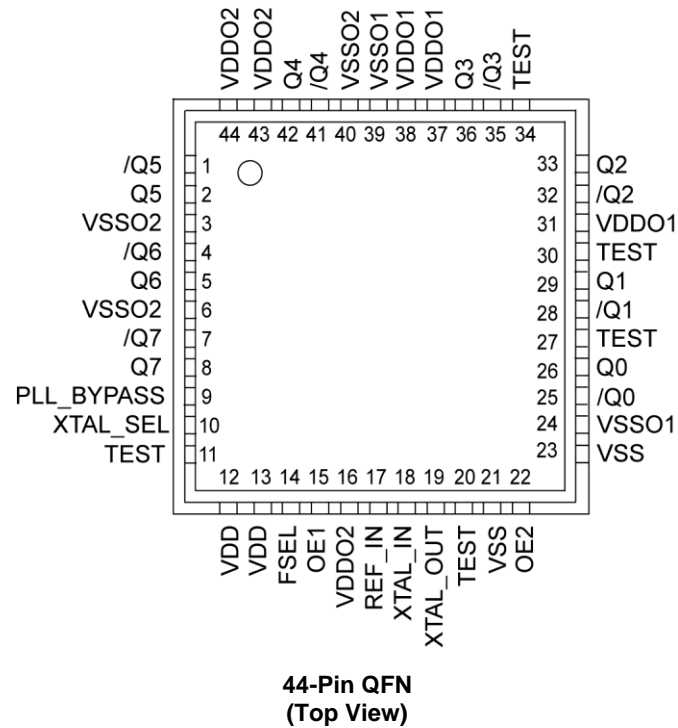 VDDO2
VDDO2
Q4
/Q4
VSSO2
VSSO1
VDDO1
VDDO1
Q3
/Q3
TEST
44 43 42 41 40 39 38 37 36 35 34
/Q5 1
Q5 2
VSSO2 3
/Q6 4
Q6 5
VSSO2 6
/Q7 7
Q7 8
PLL_BYPASS 9
XTAL_SEL 10
TEST 11
33 Q2
32 /Q2
31 VDDO1
30 TEST
29 Q1
28 /Q1
27 TEST
26 Q0
25 /Q0
24 VSSO1
23 VSS
12 13 14 15 16 17 18 19 20 21 22
VDD
VDD
FSEL
OE1
VDDO2
REF_IN
XTAL_IN
XTAL_OUT
TEST
VSS
OE2
44-Pin QFN
(Top View)